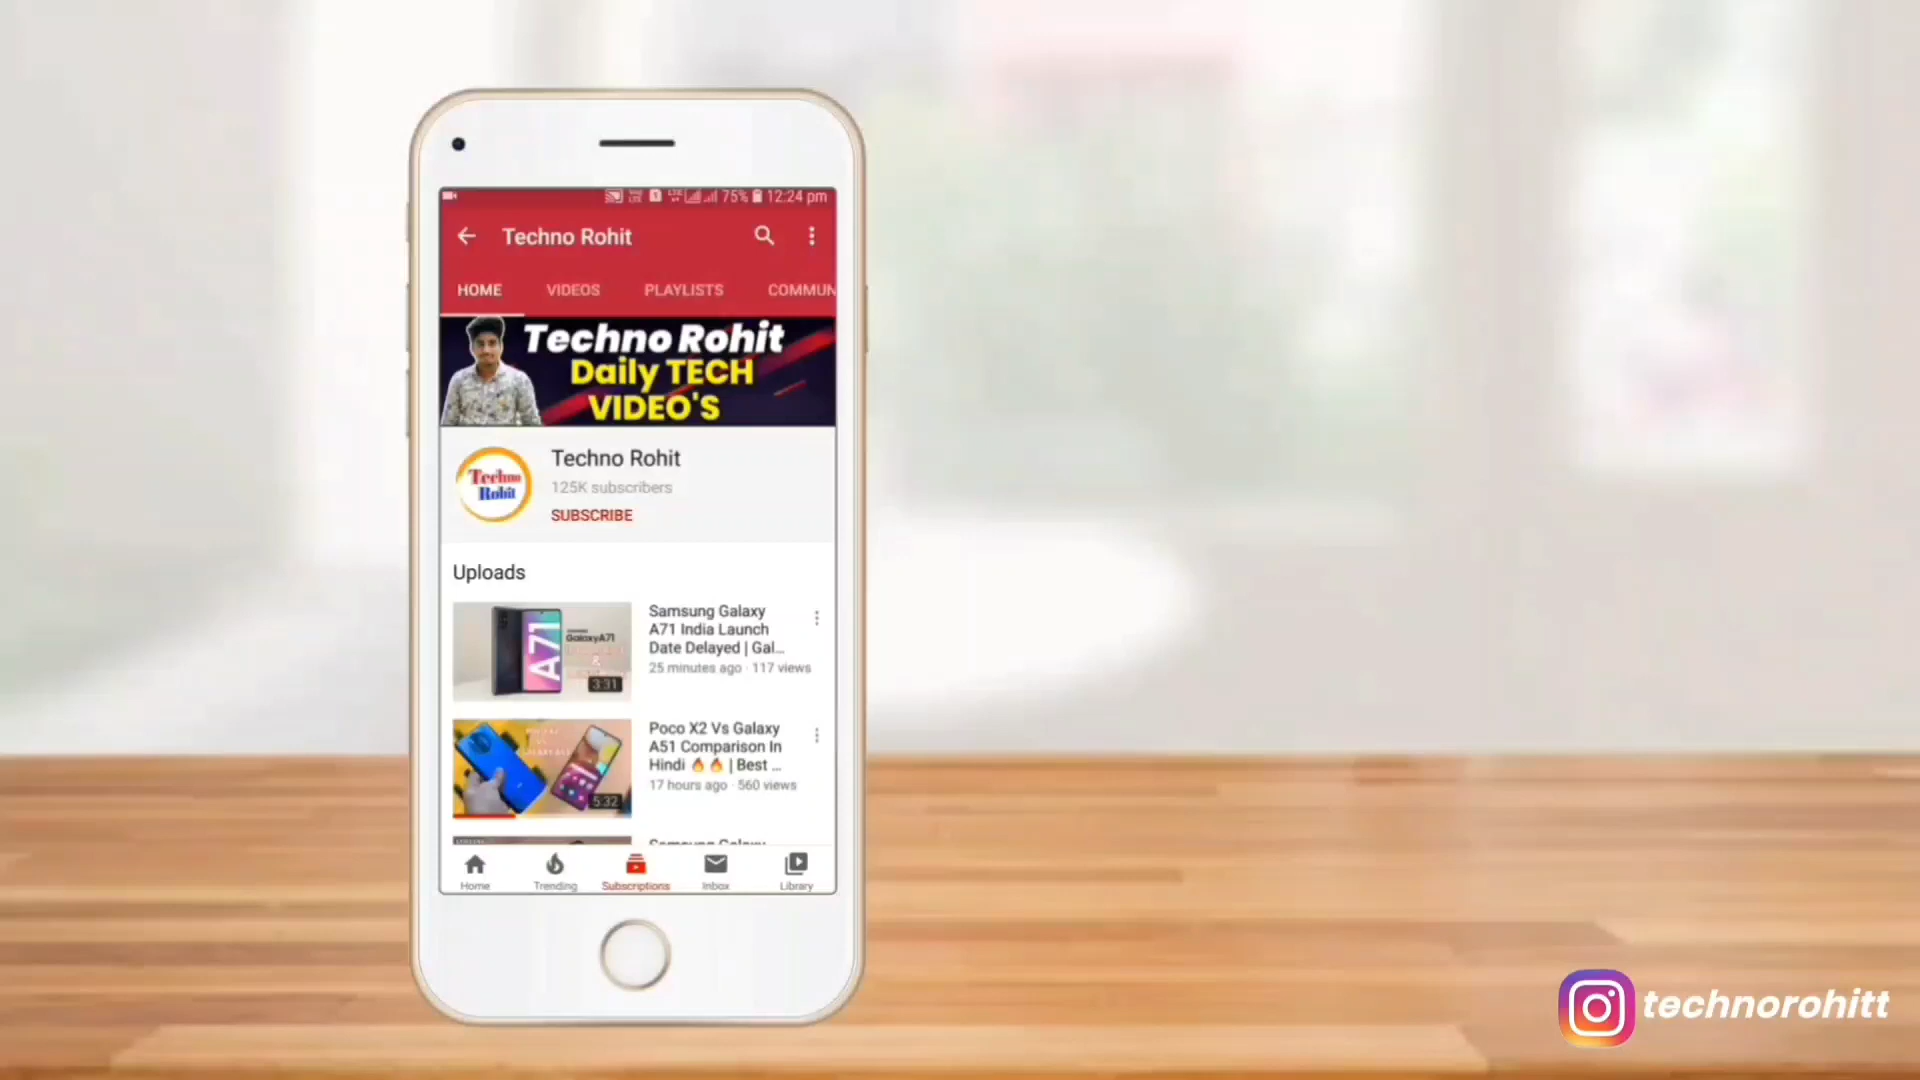 75% 12:24 pm
Techno Rohit
HOME VIDEOS PLAYLISTS COMMUN
Techno Rohit
Daily TECH
VIDEO'S
Techno
Rohit
Techno Rohit
125K subscribers
SUBSCRIBE
Uploads
GalaxyA71
A71
3:31
Samsung Galaxy
A71 India Launch
Date Delayed | Gal...
25 minutes ago · 117 views
5:32
Poco X2 Vs Galaxy
A51 Comparison In
Hindi 🔥🔥 | Best ...
17 hours ago · 560 views
Samsung Galaxy
Home Trending Subscriptions Inbox Library
technorohitt